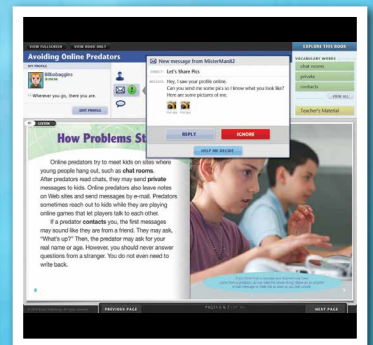 VIEW FULLSCREEN
VIEW BOOK ONLY
EXPLORE THIS BOOK
Avoiding Online Predators
MY PROFILE
Bilbobaggins
Wherever you go, there you are.
EDIT PROFILE
New message from MisterMan82
SUBJECT: Let's Share Pics
MESSAGE: Hey, I saw your profile online.
Can you send me some pics so I know what you look like?
Here are some pictures of me.
REPLY
IGNORE
HELP ME DECIDE
VOCABULARY WORDS
chat rooms
private
contacts
VIEW ALL
Teacher's Material
LISTEN
How Problems St
Online predators try to meet kids on sites where
young people hang out, such as chat rooms.
After predators read chats, they may send private
messages to kids. Online predators also leave notes
on Web sites and send messages by e-mail. Predators
sometimes reach out to kids while they are playing
online games that let players talk to each other.
If a predator contacts you, the first messages
may sound like they are from a friend. They may ask,
"What's up?" Then, the predator may ask for your
real name or age. However, you should never answer
questions from a stranger. You do not even need to
write back.
8
PREVIOUS PAGE
NEXT PAGE